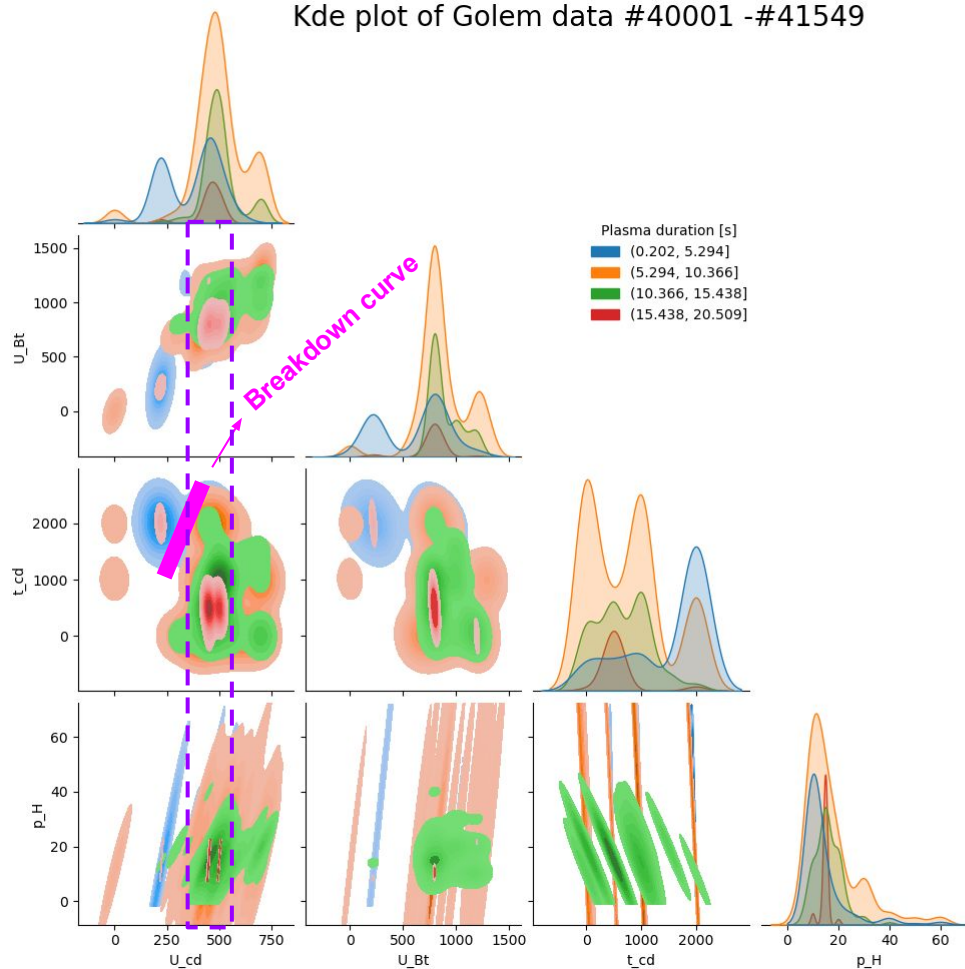 Kde plot of Golem data #40001 -#41549
1500
1000
500
0
U_Bt
Breakdown curve
Plasma duration [s]
(0.202, 5.294]
(5.294, 10.366]
(10.366, 15.438]
(15.438, 20.509]
2000
1000
0
t_cd
60
40
20
0
p_H
0 500 750
U_cd
0 500 1000 1500
U_Bt
0 1000 2000
t_cd
0 20 40 60
p_H